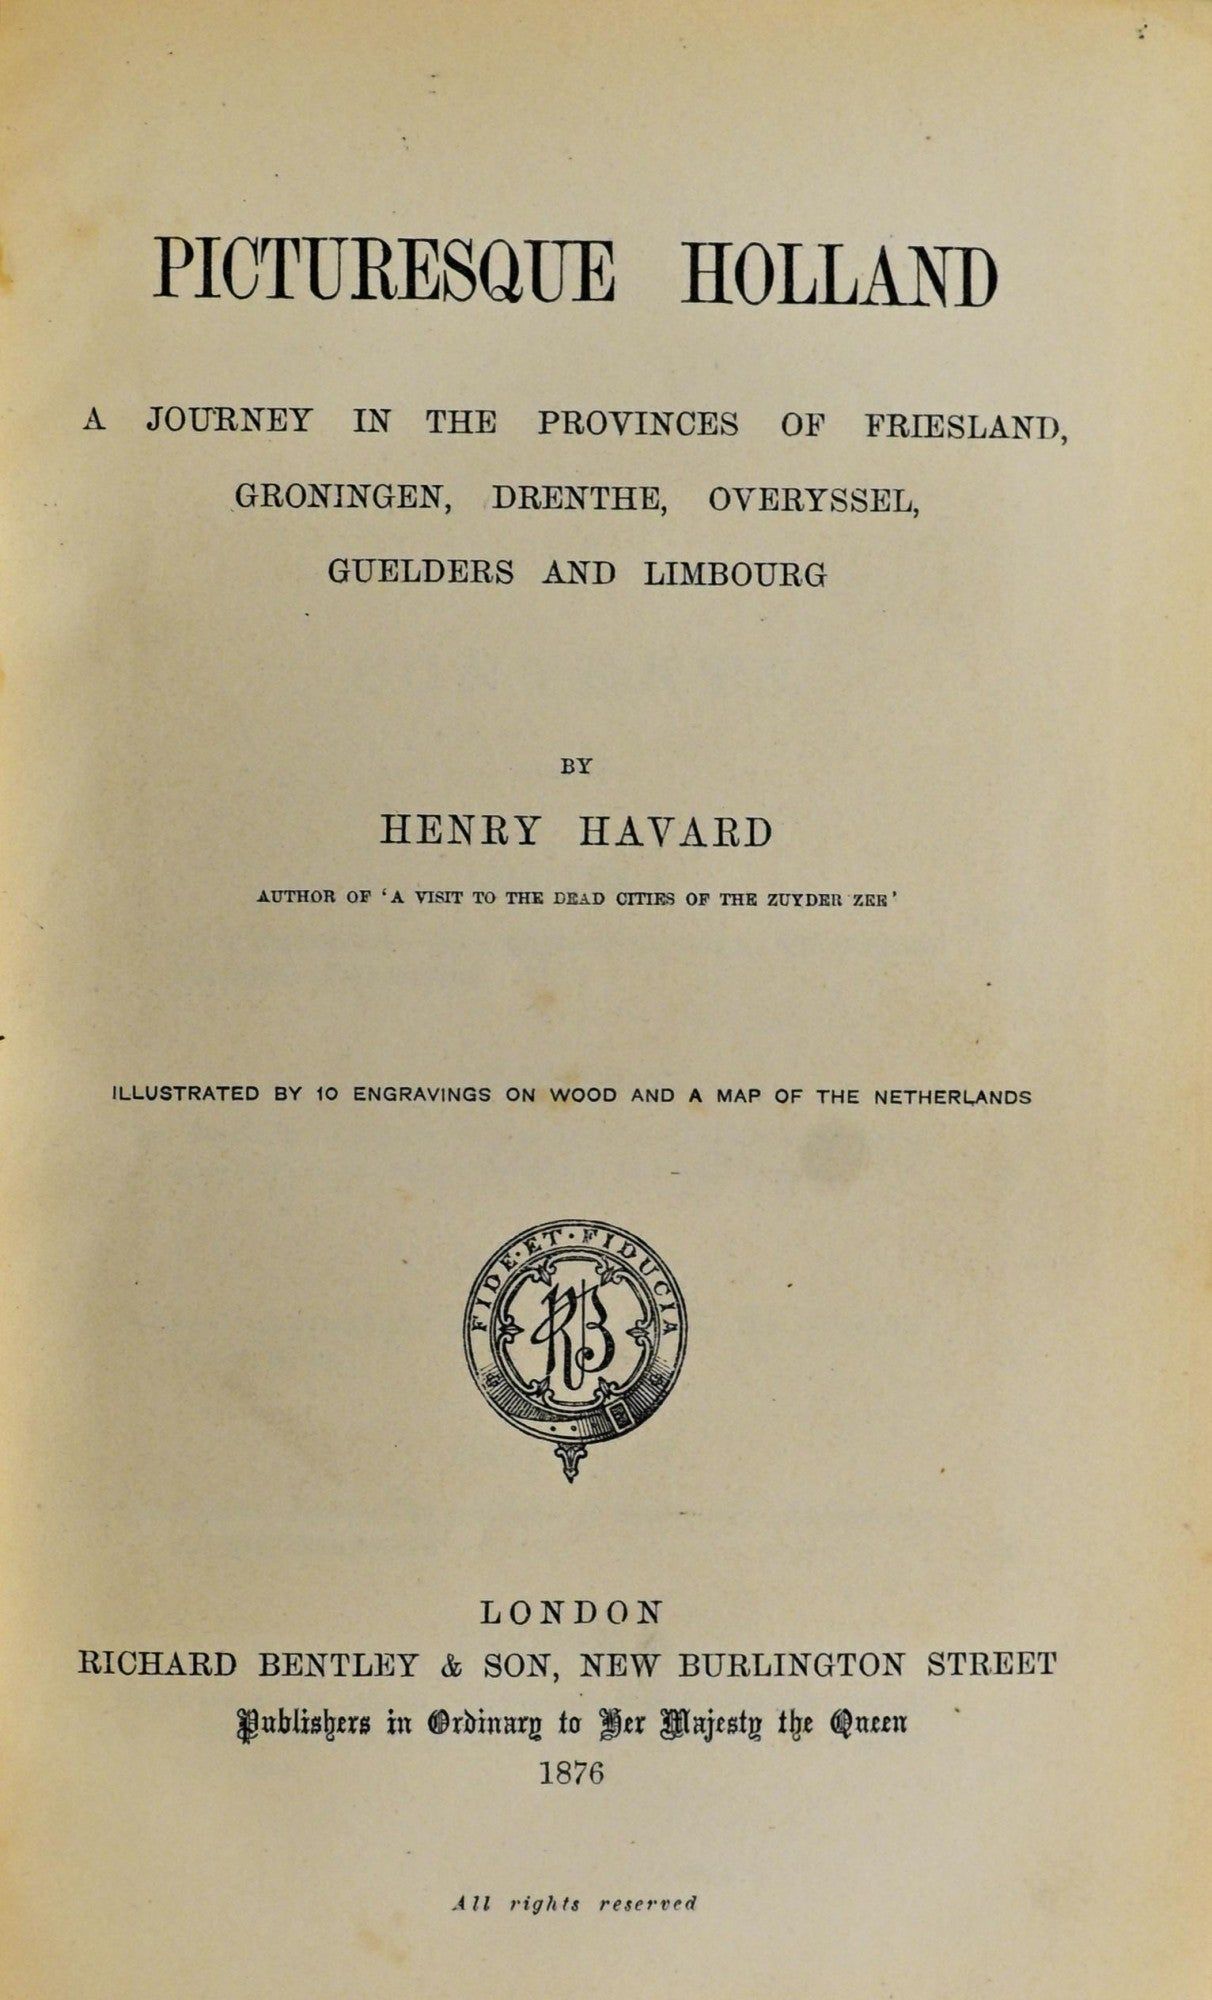 PICTURESQUE HOLLAND
A JOURNEY IN THE PROVINCES OF FRIESLAND,
GRONINGEN, DRENTHE, OVERYSSEL,
GUELDERS AND LIMBOURG
BY
HENRY HAVARD
AUTHOR OF 'A VISIT TO THE DEAD CITIES OF THE ZUYDER ZEE'
ILLUSTRATED BY 10 ENGRAVINGS ON WOOD AND A MAP OF THE NETHERLANDS
FIDE·ET·FIDUCIA
RB
LONDON
RICHARD BENTLEY & SON, NEW BURLINGTON STREET
Publishers in Ordinary to Her Majesty the Queen
1876
All rights reserved